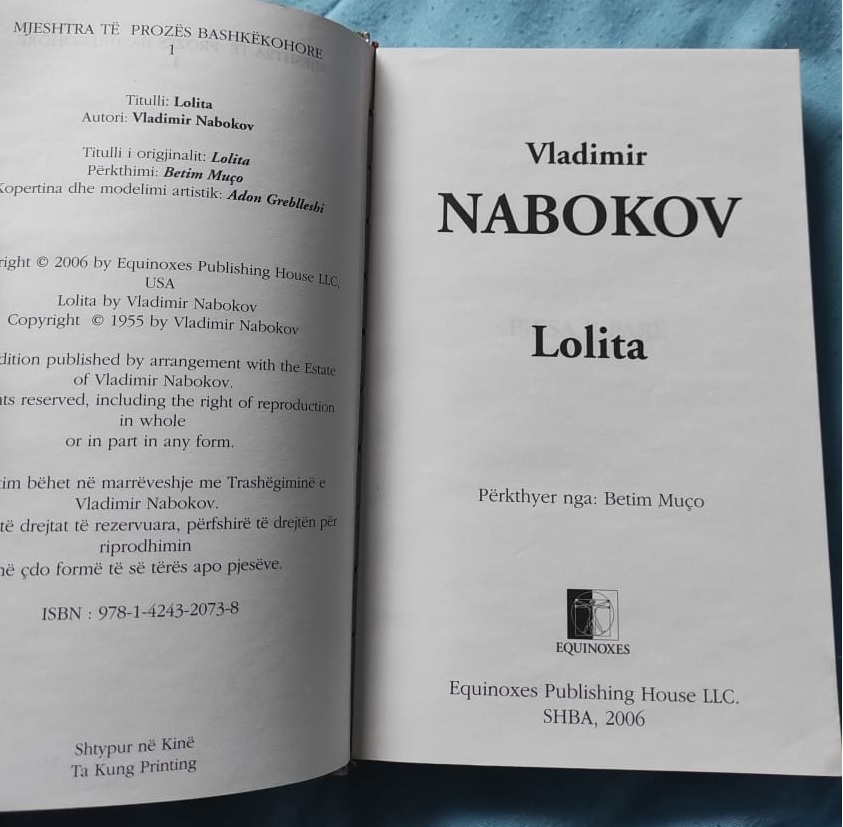 MJESHTRA TË PROZËS BASHKËKOHORE
1
Titulli: Lolita
Autori: Vladimir Nabokov
Titulli i origjinalit: Lolita
Përkthimi: Betim Muço
Kopertina dhe modelimi artistik: Adon Greblleshi
right © 2006 by Equinoxes Publishing House LLC,
USA
Lolita by Vladimir Nabokov
Copyright © 1955 by Vladimir Nabokov
dition published by arrangement with the Estate
of Vladimir Nabokov.
ts reserved, including the right of reproduction
in whole
or in part in any form.
tim bëhet në marrëveshje me Trashëgiminë e
Vladimir Nabokov.
të drejtat të rezervuara, përfshirë të drejtën për
riprodhimin
në çdo formë të së tërës apo pjesëve.
ISBN : 978-1-4243-2073-8
Shtypur në Kinë
Ta Kung Printing
Vladimir
NABOKOV
Lolita
Përkthyer nga: Betim Muço
EQUINOXES
Equinoxes Publishing House LLC.
SHBA, 2006